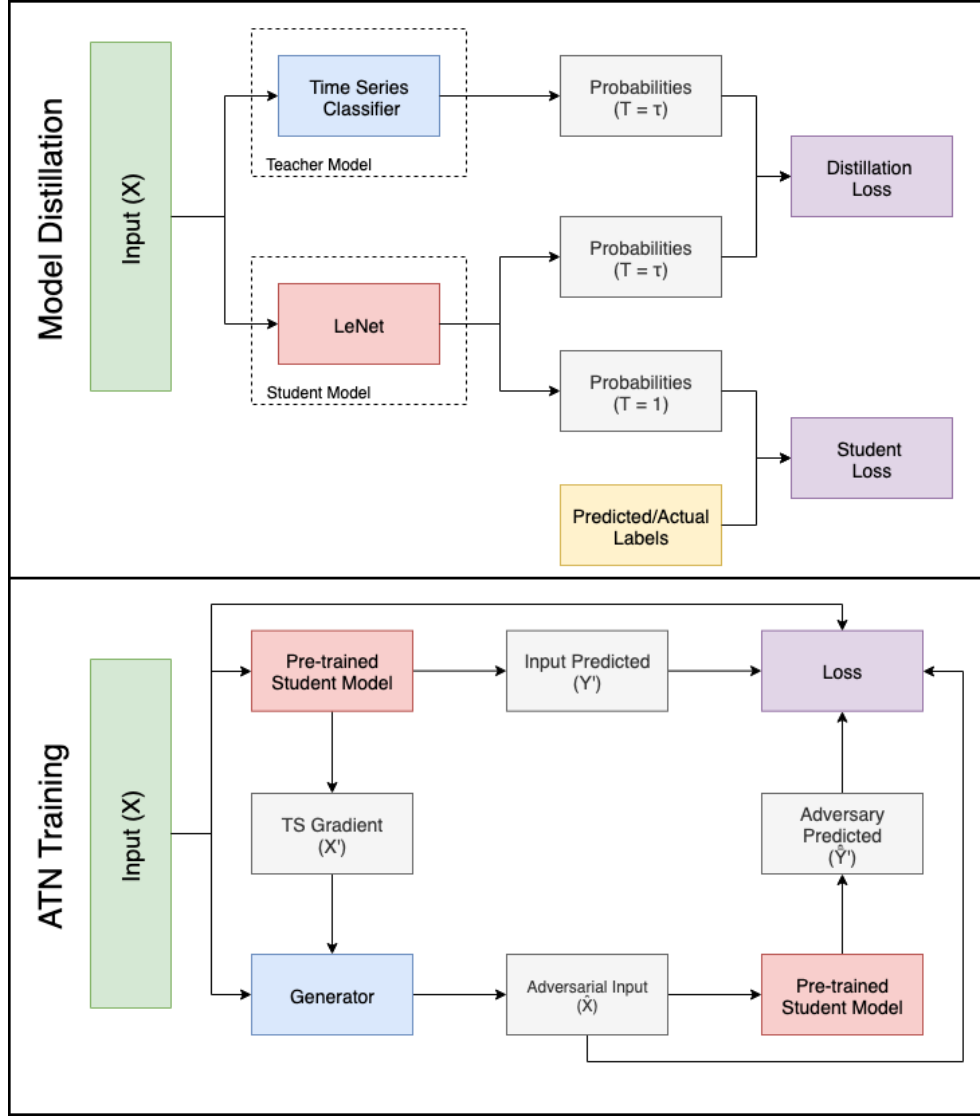 Model Distillation
Input (X)
Time Series
Classifier
Teacher Model
Probabilities
(T = τ)
Distillation
Loss
Probabilities
(T = τ)
LeNet
Student Model
Probabilities
(T = 1)
Student
Loss
Predicted/Actual
Labels
ATN Training
Input (X)
Pre-trained
Student Model
Input Predicted
(Y')
Loss
TS Gradient
(X')
Adversary
Predicted
(Ŷ')
Generator
Adversarial Input
(X̂)
Pre-trained
Student Model